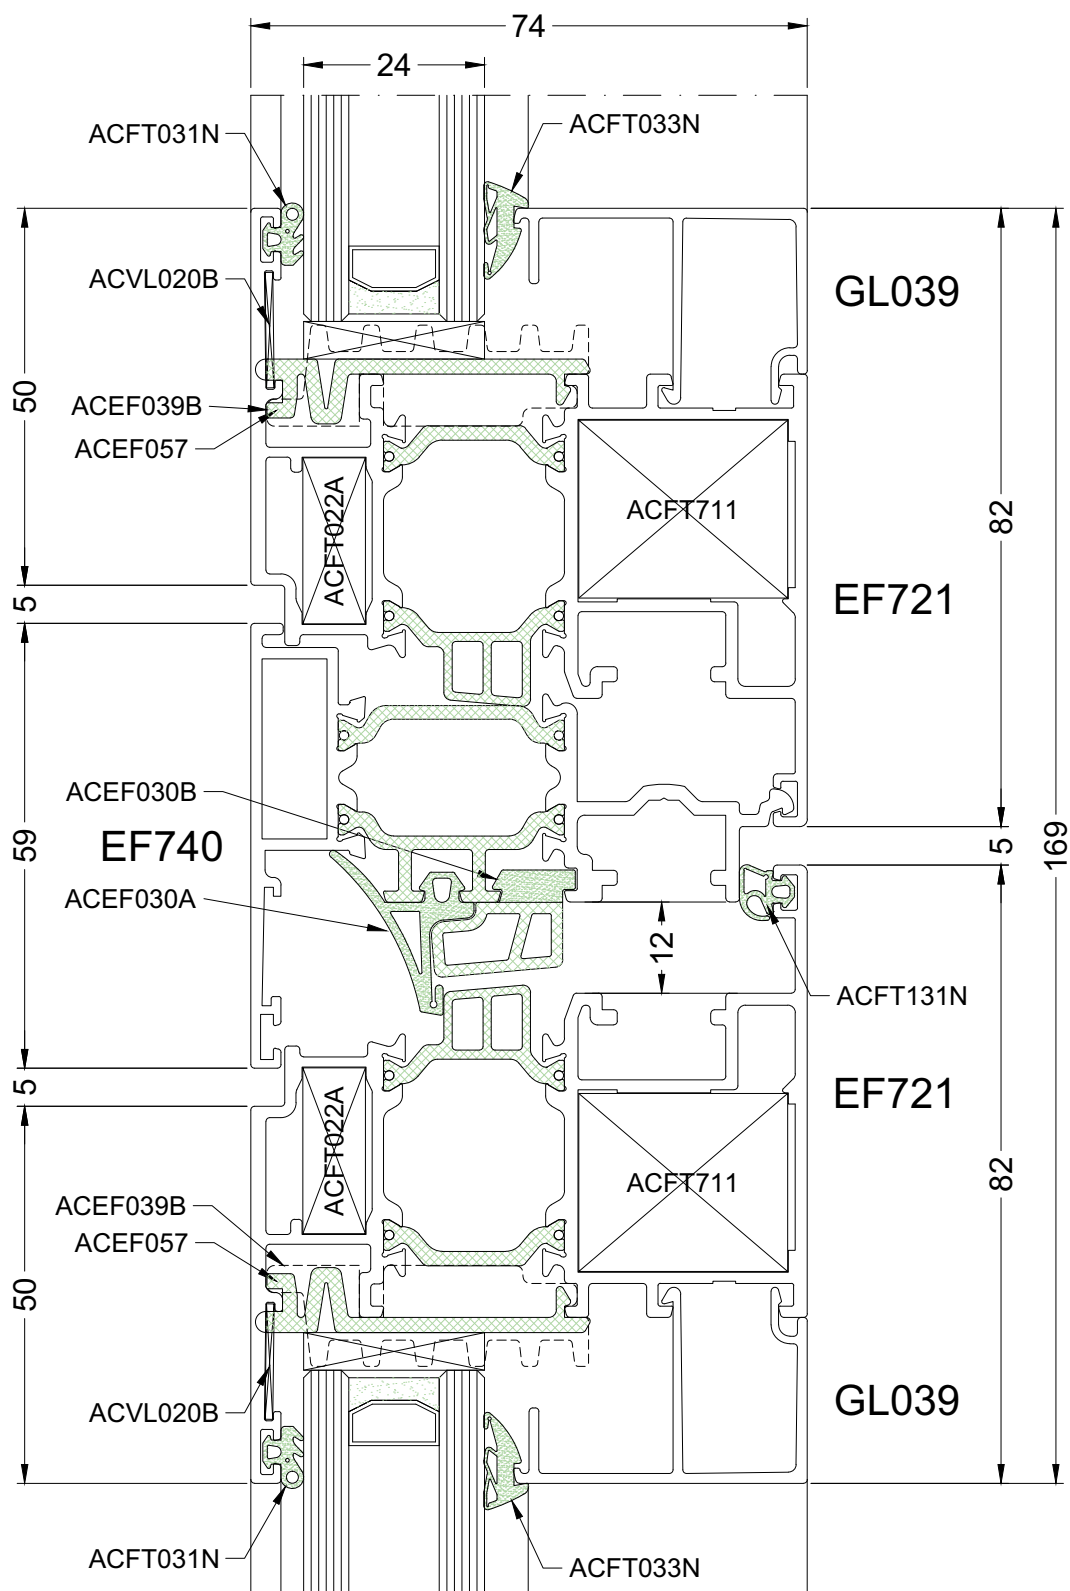 74
24
ACFT031N
ACFT033N
ACVL020B
GL039
50
ACEF039B
ACEF057
ACFT022A
ACFT711
82
EF721
5
ACEF030B
EF740
59
5
169
ACEF030A
12
ACFT131N
5
EF721
ACFT022A
ACFT711
82
ACEF039B
ACEF057
50
ACVL020B
GL039
ACFT031N
ACFT033N